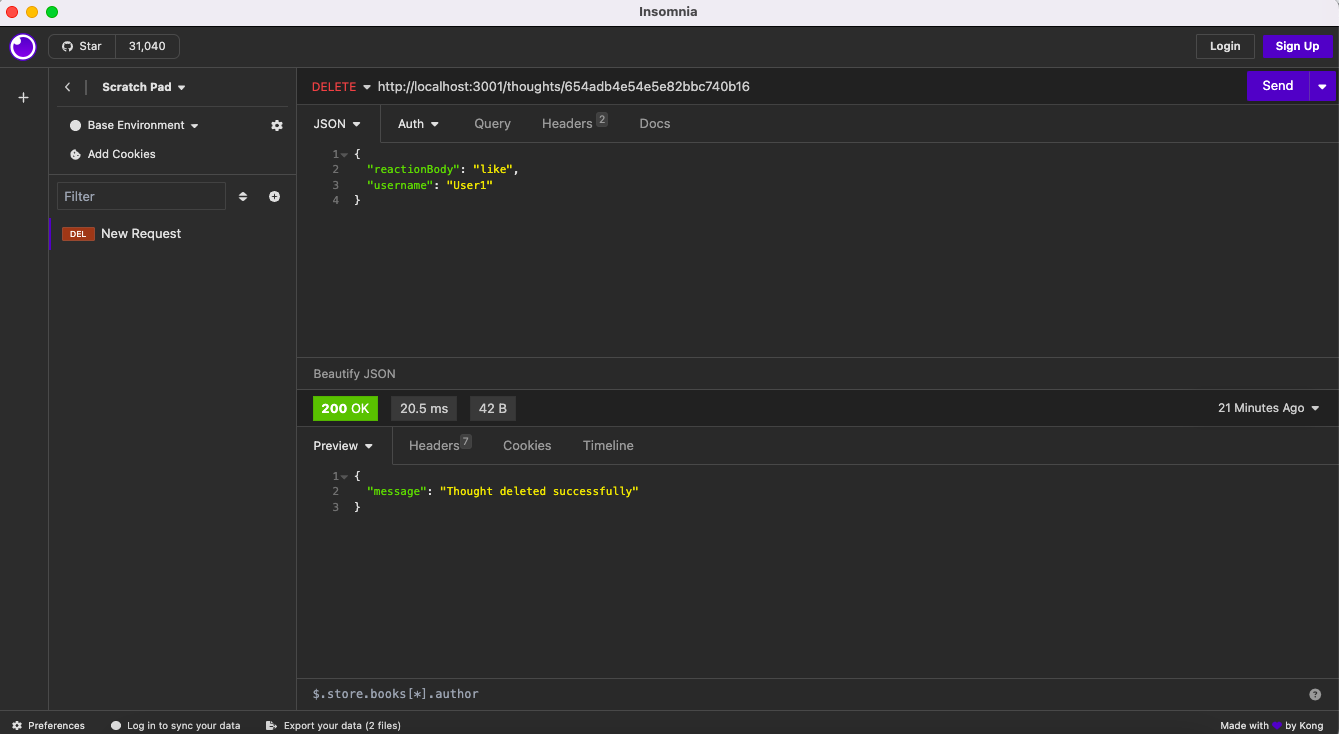 Insomnia
Star 31,040 Login Sign Up
Scratch Pad
Base Environment
Add Cookies
Filter
DEL New Request
DELETE http://localhost:3001/thoughts/654adb4e54e5e82bbc740b16 Send
JSON Auth Query Headers 2 Docs
1 {
2 "reactionBody": "like",
3 "username": "User1"
4 }
Beautify JSON
200 OK 20.5 ms 42 B 21 Minutes Ago
Preview Headers 7 Cookies Timeline
1 {
2 "message": "Thought deleted successfully"
3 }
$.store.books[*].author
Preferences Log in to sync your data Export your data (2 files) Made with 💜 by Kong